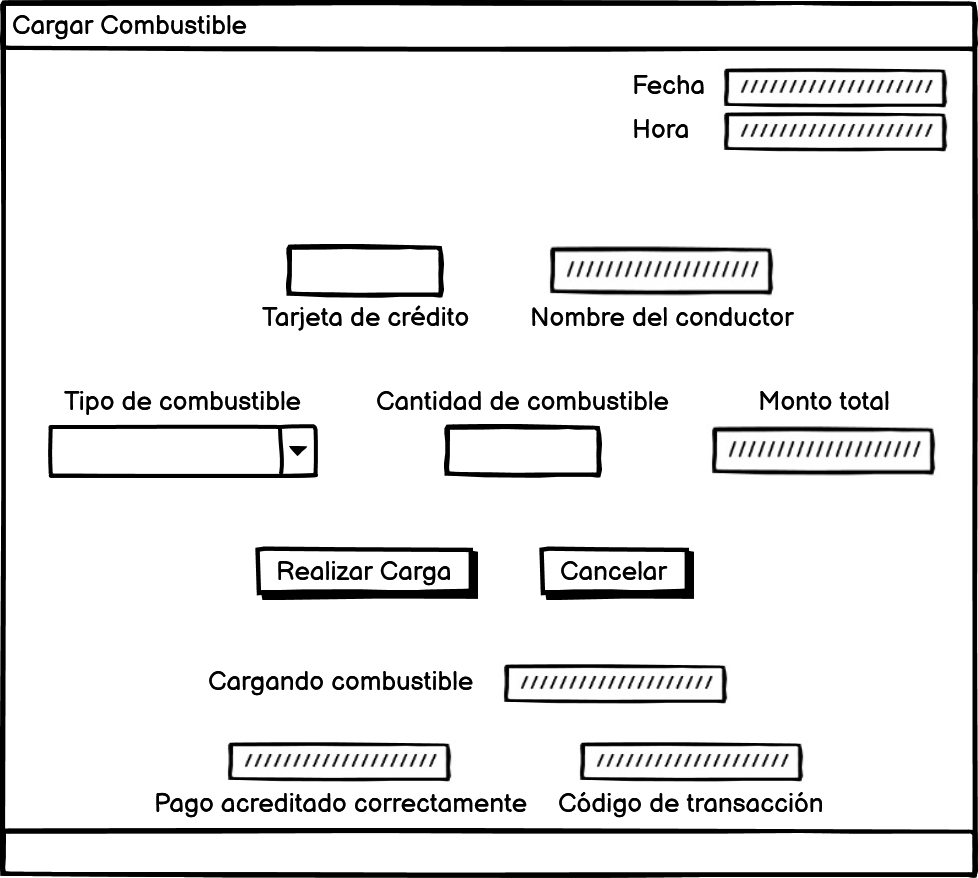 Cargar Combustible
Fecha
Hora
Tarjeta de crédito
Nombre del conductor
Tipo de combustible
Cantidad de combustible
Monto total
Realizar Carga
Cancelar
Cargando combustible
Pago acreditado correctamente
Código de transacción